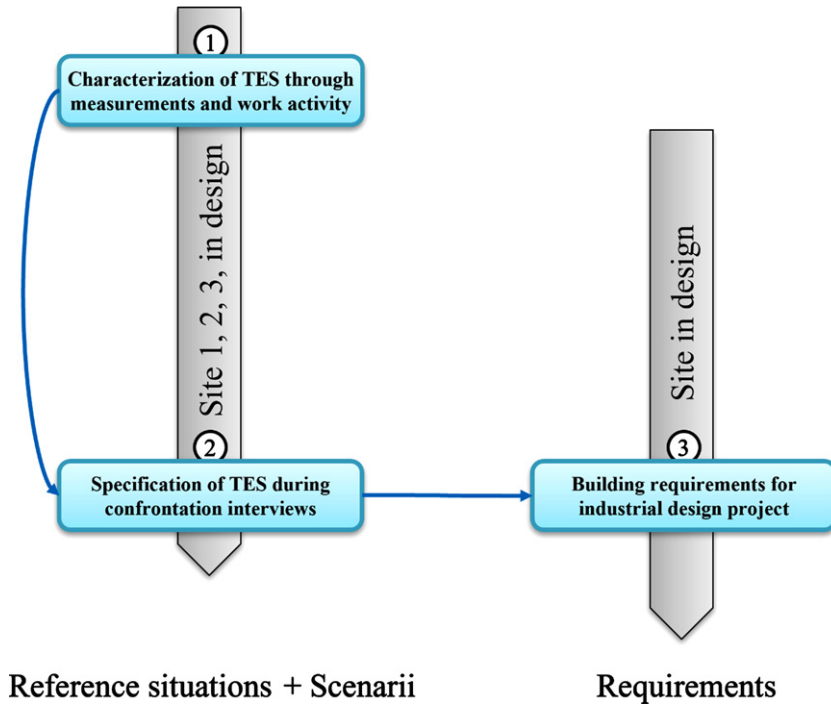 1
Characterization of TES through
measurements and work activity
Site 1, 2, 3, in design
2
Specification of TES during
confrontation interviews
Site in design
3
Building requirements for
industrial design project
Reference situations + Scenarii
Requirements